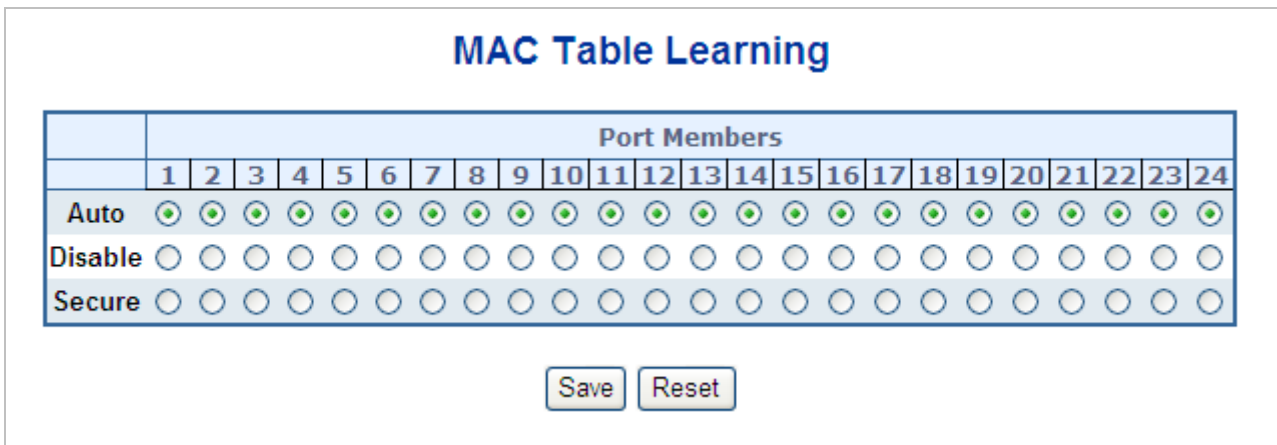 MAC Table Learning
Port Members
1 2 3 4 5 6 7 8 9 10 11 12 13 14 15 16 17 18 19 20 21 22 23 24
Auto
Disable
Secure
Save Reset